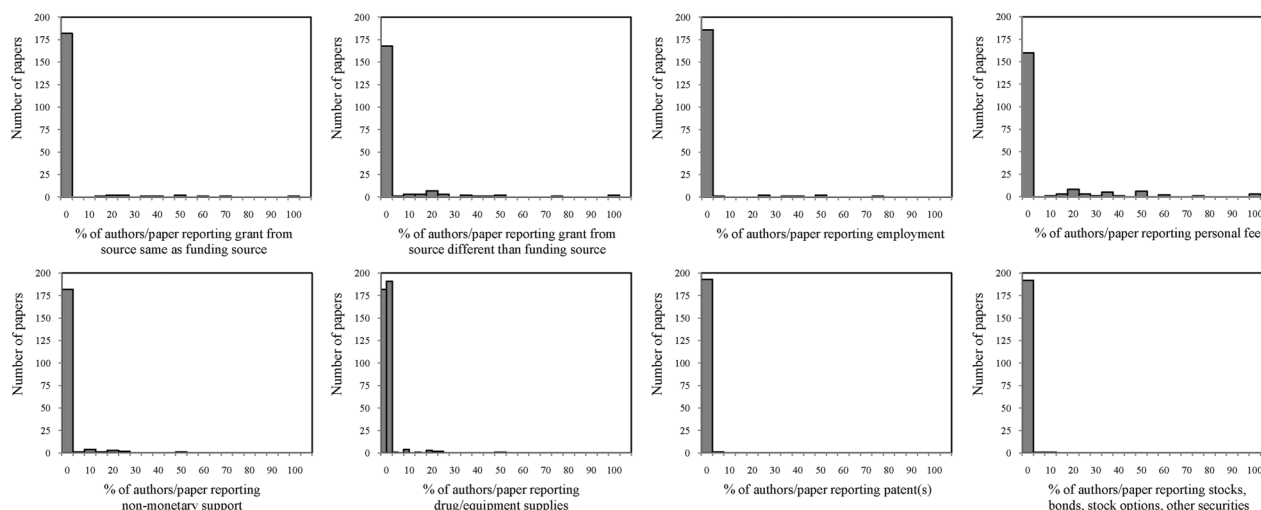 200
175
150
125
100
75
50
25
0
Number of papers
0 10 20 30 40 50 60 70 80 90 100
% of authors/paper reporting grant from
source same as funding source
200
175
150
125
100
75
50
25
0
Number of papers
0 10 20 30 40 50 60 70 80 90 100
% of authors/paper reporting grant from
source different than funding source
200
175
150
125
100
75
50
25
0
Number of papers
0 10 20 30 40 50 60 70 80 90 100
% of authors/paper reporting employment
200
175
150
125
100
75
50
25
0
Number of papers
0 10 20 30 40 50 60 70 80 90 100
% of authors/paper reporting personal fee
200
175
150
125
100
75
50
25
0
Number of papers
0 10 20 30 40 50 60 70 80 90 100
% of authors/paper reporting
non-monetary support
200
175
150
125
100
75
50
25
0
Number of papers
0 10 20 30 40 50 60 70 80 90 100
% of authors/paper reporting
drug/equipment supplies
200
175
150
125
100
75
50
25
0
Number of papers
0 10 20 30 40 50 60 70 80 90 100
% of authors/paper reporting patent(s)
200
175
150
125
100
75
50
25
0
Number of papers
0 10 20 30 40 50 60 70 80 90 100
% of authors/paper reporting stocks,
bonds, stock options, other securities